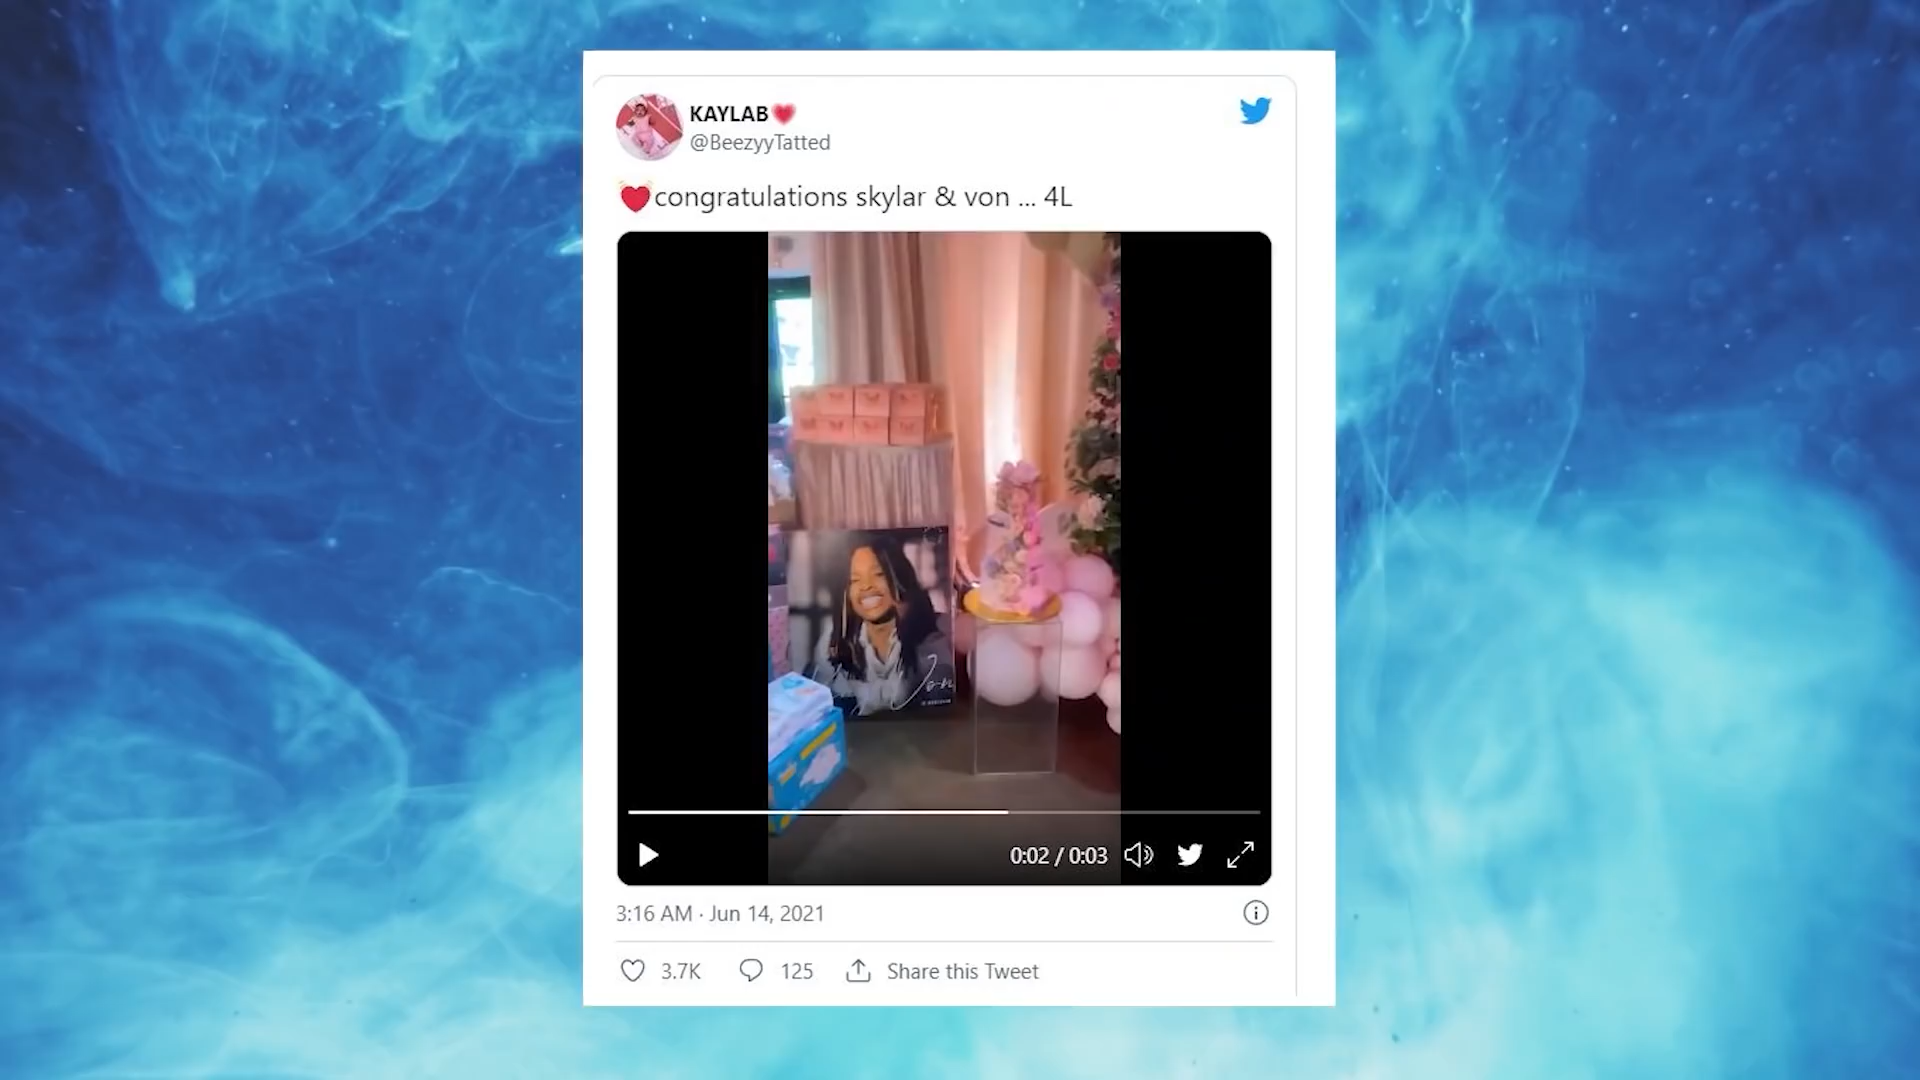 KAYLAB
@BeezyyTatted
congratulations skylar & von ... 4L
Von
0:02 / 0:03
3:16 AM · Jun 14, 2021
3.7K 125 Share this Tweet